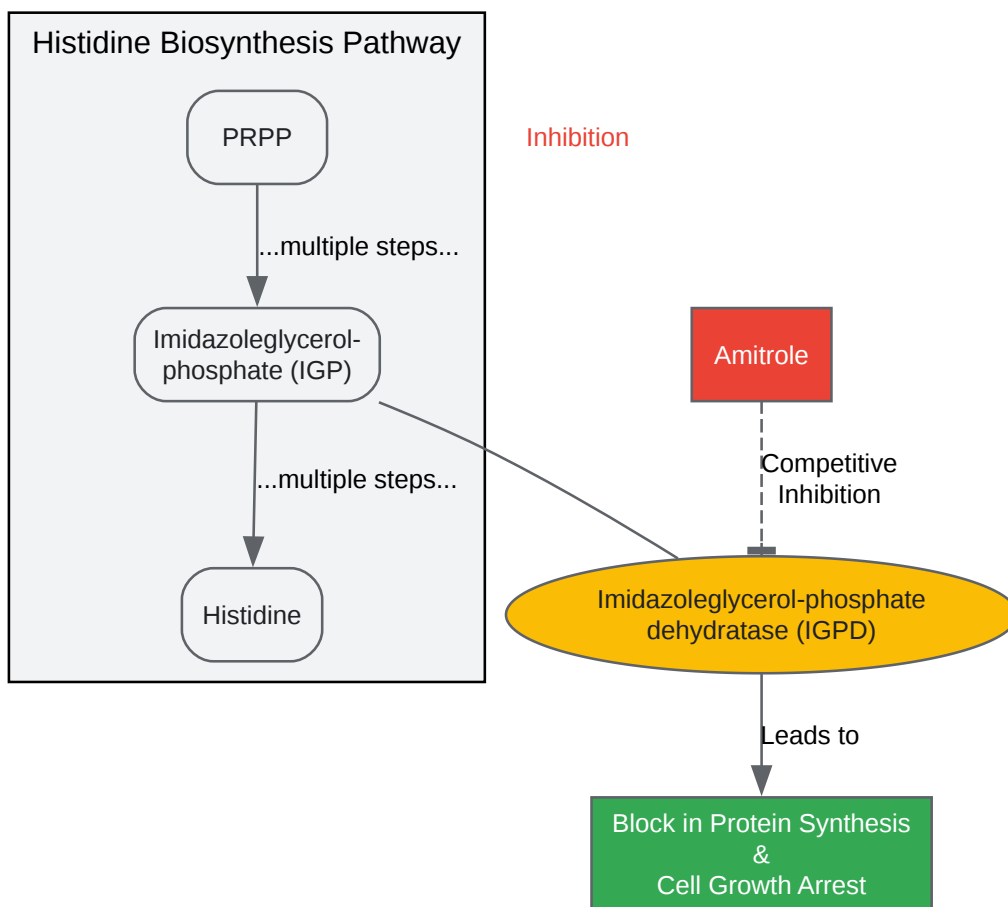 Histidine Biosynthesis Pathway
PRPP
Inhibition
...multiple steps...
Imidazoleglycerol-
phosphate (IGP)
Amitrole
...multiple steps...
Competitive
Inhibition
Histidine
Imidazoleglycerol-phosphate
dehydratase (IGPD)
Leads to
Block in Protein Synthesis
&
Cell Growth Arrest